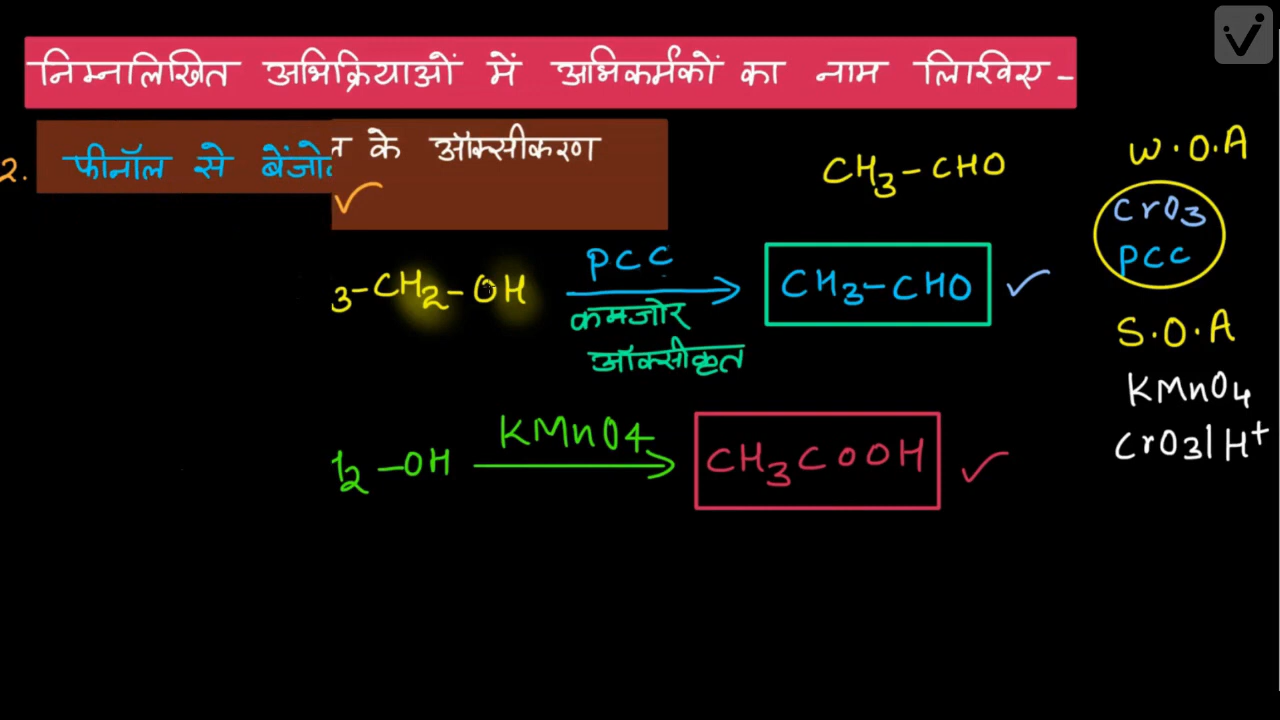 निम्नलिखित अभिक्रियाओं में अभिकर्मकों का नाम लिखिए -
2. फीनॉल से
के ऑक्सीकरण
CH3-CHO
W.O.A
CrO3
PCC
3-CH2-OH
PCC
कमजोर
ऑक्सीकृत
CH3-CHO
S.O.A
KMnO4
CrO3/H+
2-OH
KMnO4
CH3COOH